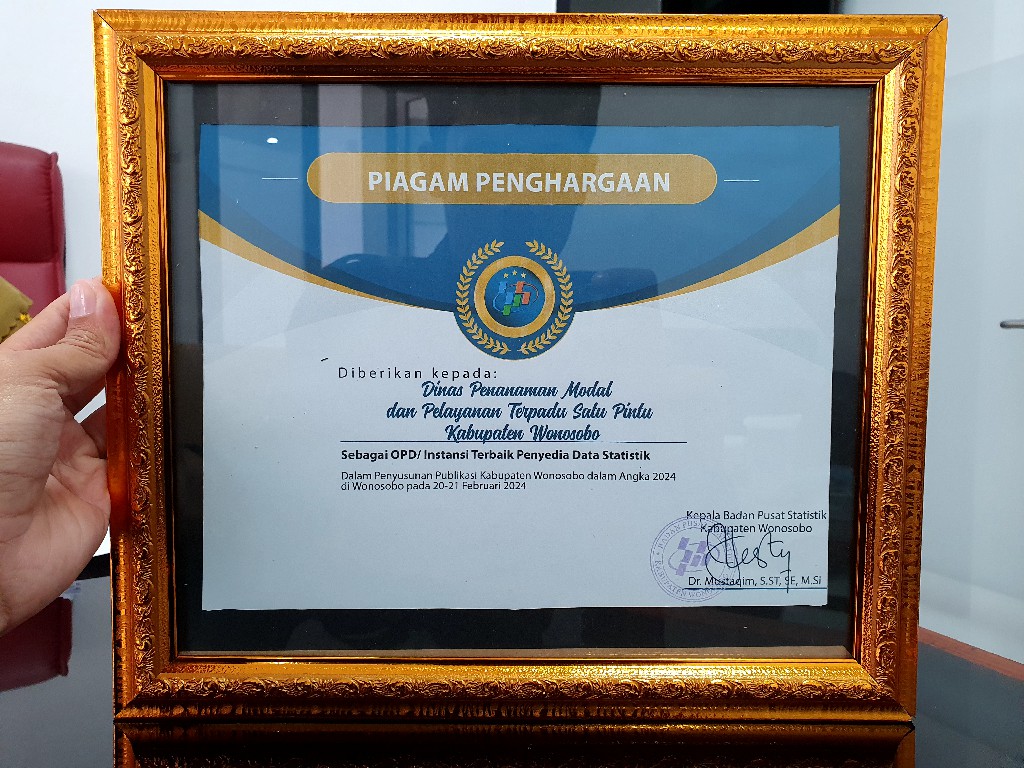 PIAGAM PENGHARGAAN
Diberikan kepada:
Dinas Penanaman Modal
dan Pelayanan Terpadu Satu Pintu
Kabupaten Wonosobo
Sebagai OPD/ Instansi Terbaik Penyedia Data Statistik
Dalam Penyusunan Publikasi Kabupaten Wonosobo dalam Angka 2024
di Wonosobo pada 20-21 Februari 2024
Kepala Badan Pusat Statistik
Kabupaten Wonosobo
Dr. Mustaqim, S.ST, SE, M.Si